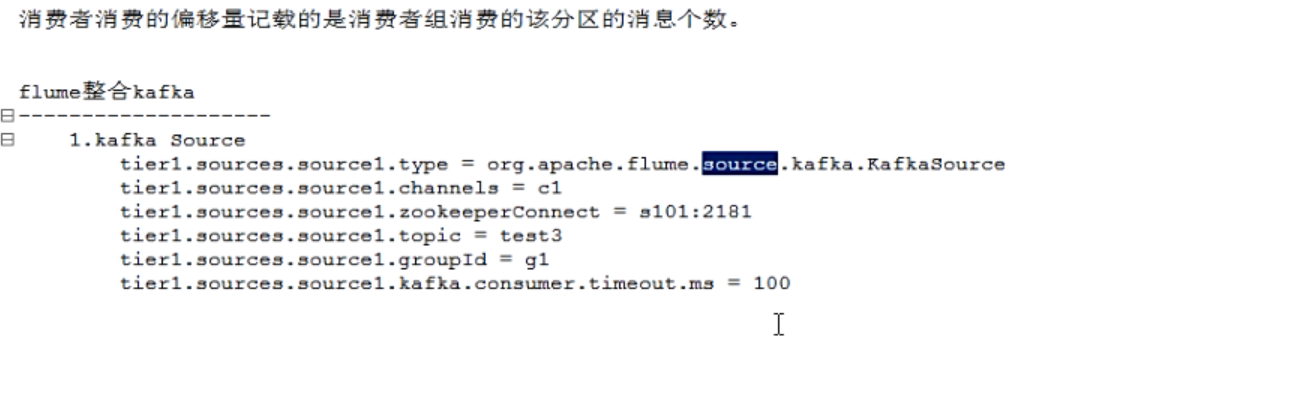 消费者消费的偏移量记载的是消费者组消费的该分区的消息个数。
flume整合kafka
--------------------
1.kafka Source
tier1.sources.source1.type = org.apache.flume.source.kafka.KafkaSource
tier1.sources.source1.channels = c1
tier1.sources.source1.zookeeperConnect = s101:2181
tier1.sources.source1.topic = test3
tier1.sources.source1.groupId = g1
tier1.sources.source1.kafka.consumer.timeout.ms = 100